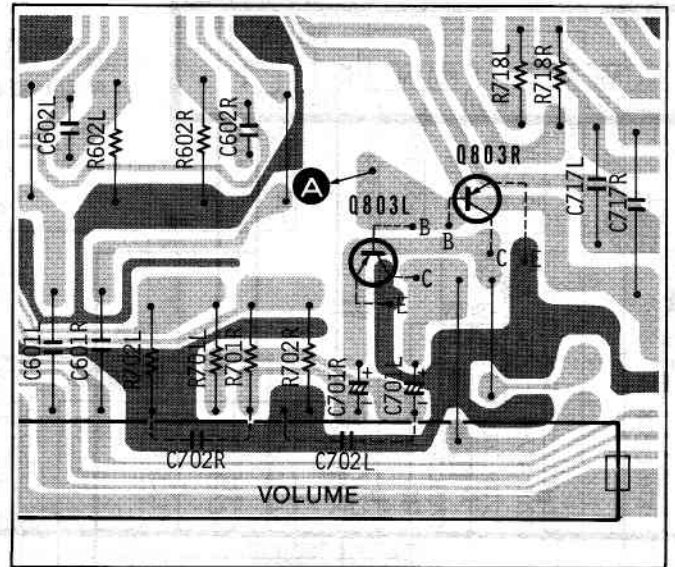 C602L
R602L
R602R
C602R
R718L
R718R
A
Q803R
Q803L
B
B
C
C
E
E
C717L
C717R
C601L
C601R
R702L
R701L
R701R
R702R
C701R
+
C701L
+
C702R
C702L
VOLUME